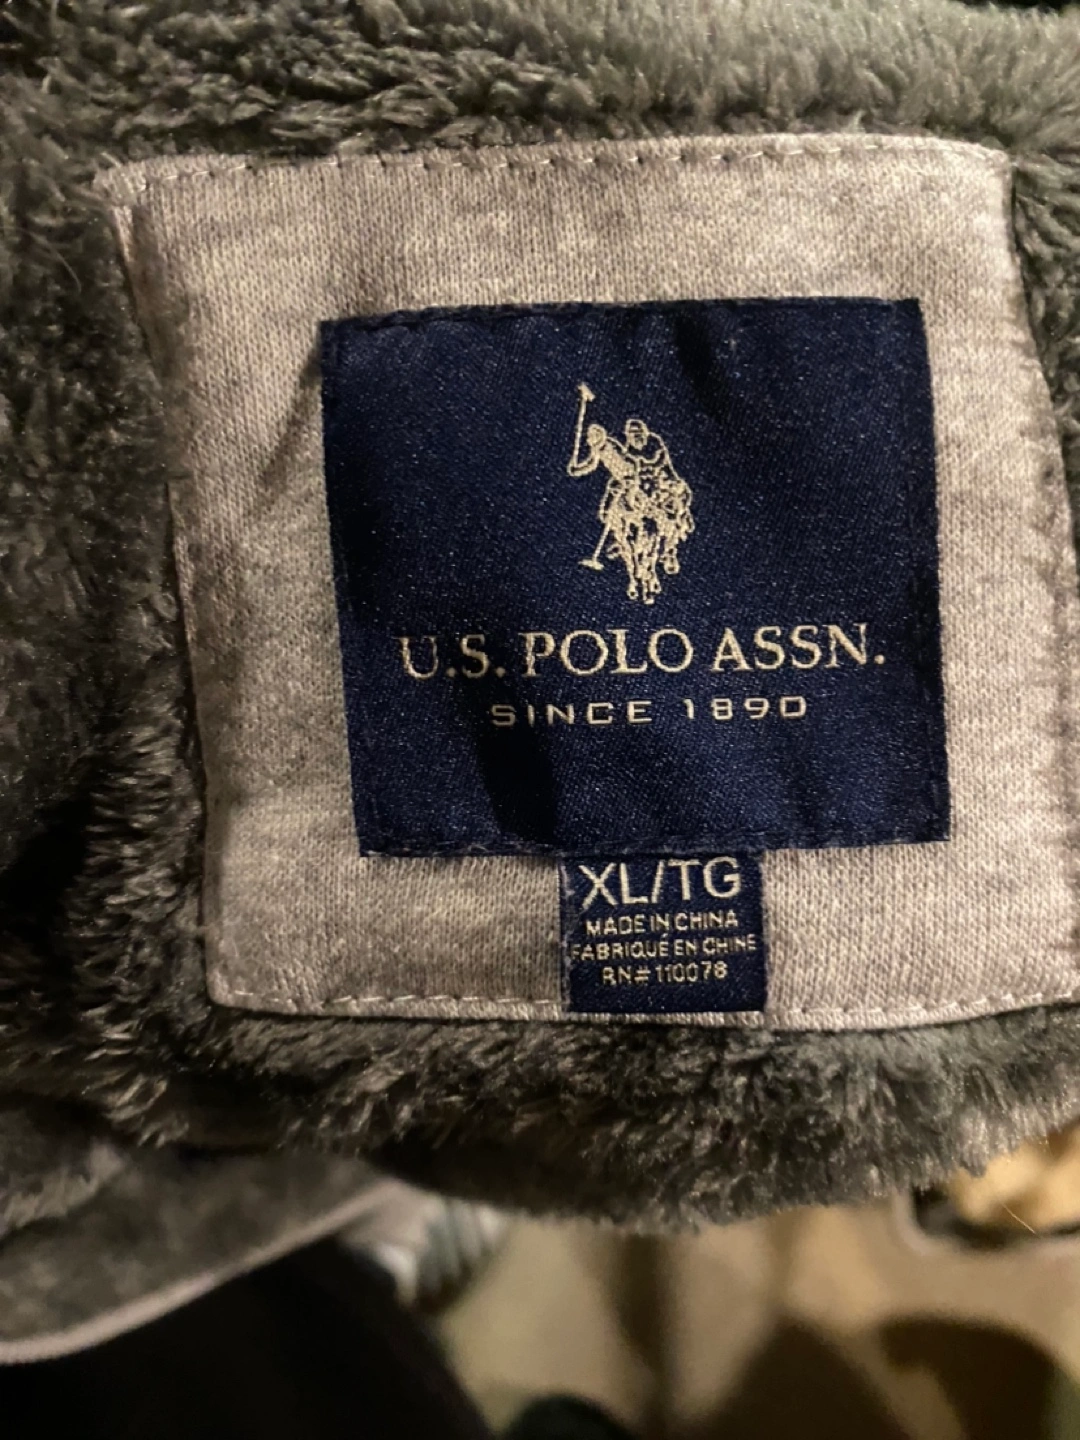 U.S. POLO ASSN.
SINCE 1890
XL/TG
MADE IN CHINA
FABRIQUÉ EN CHINE
RN# 110078